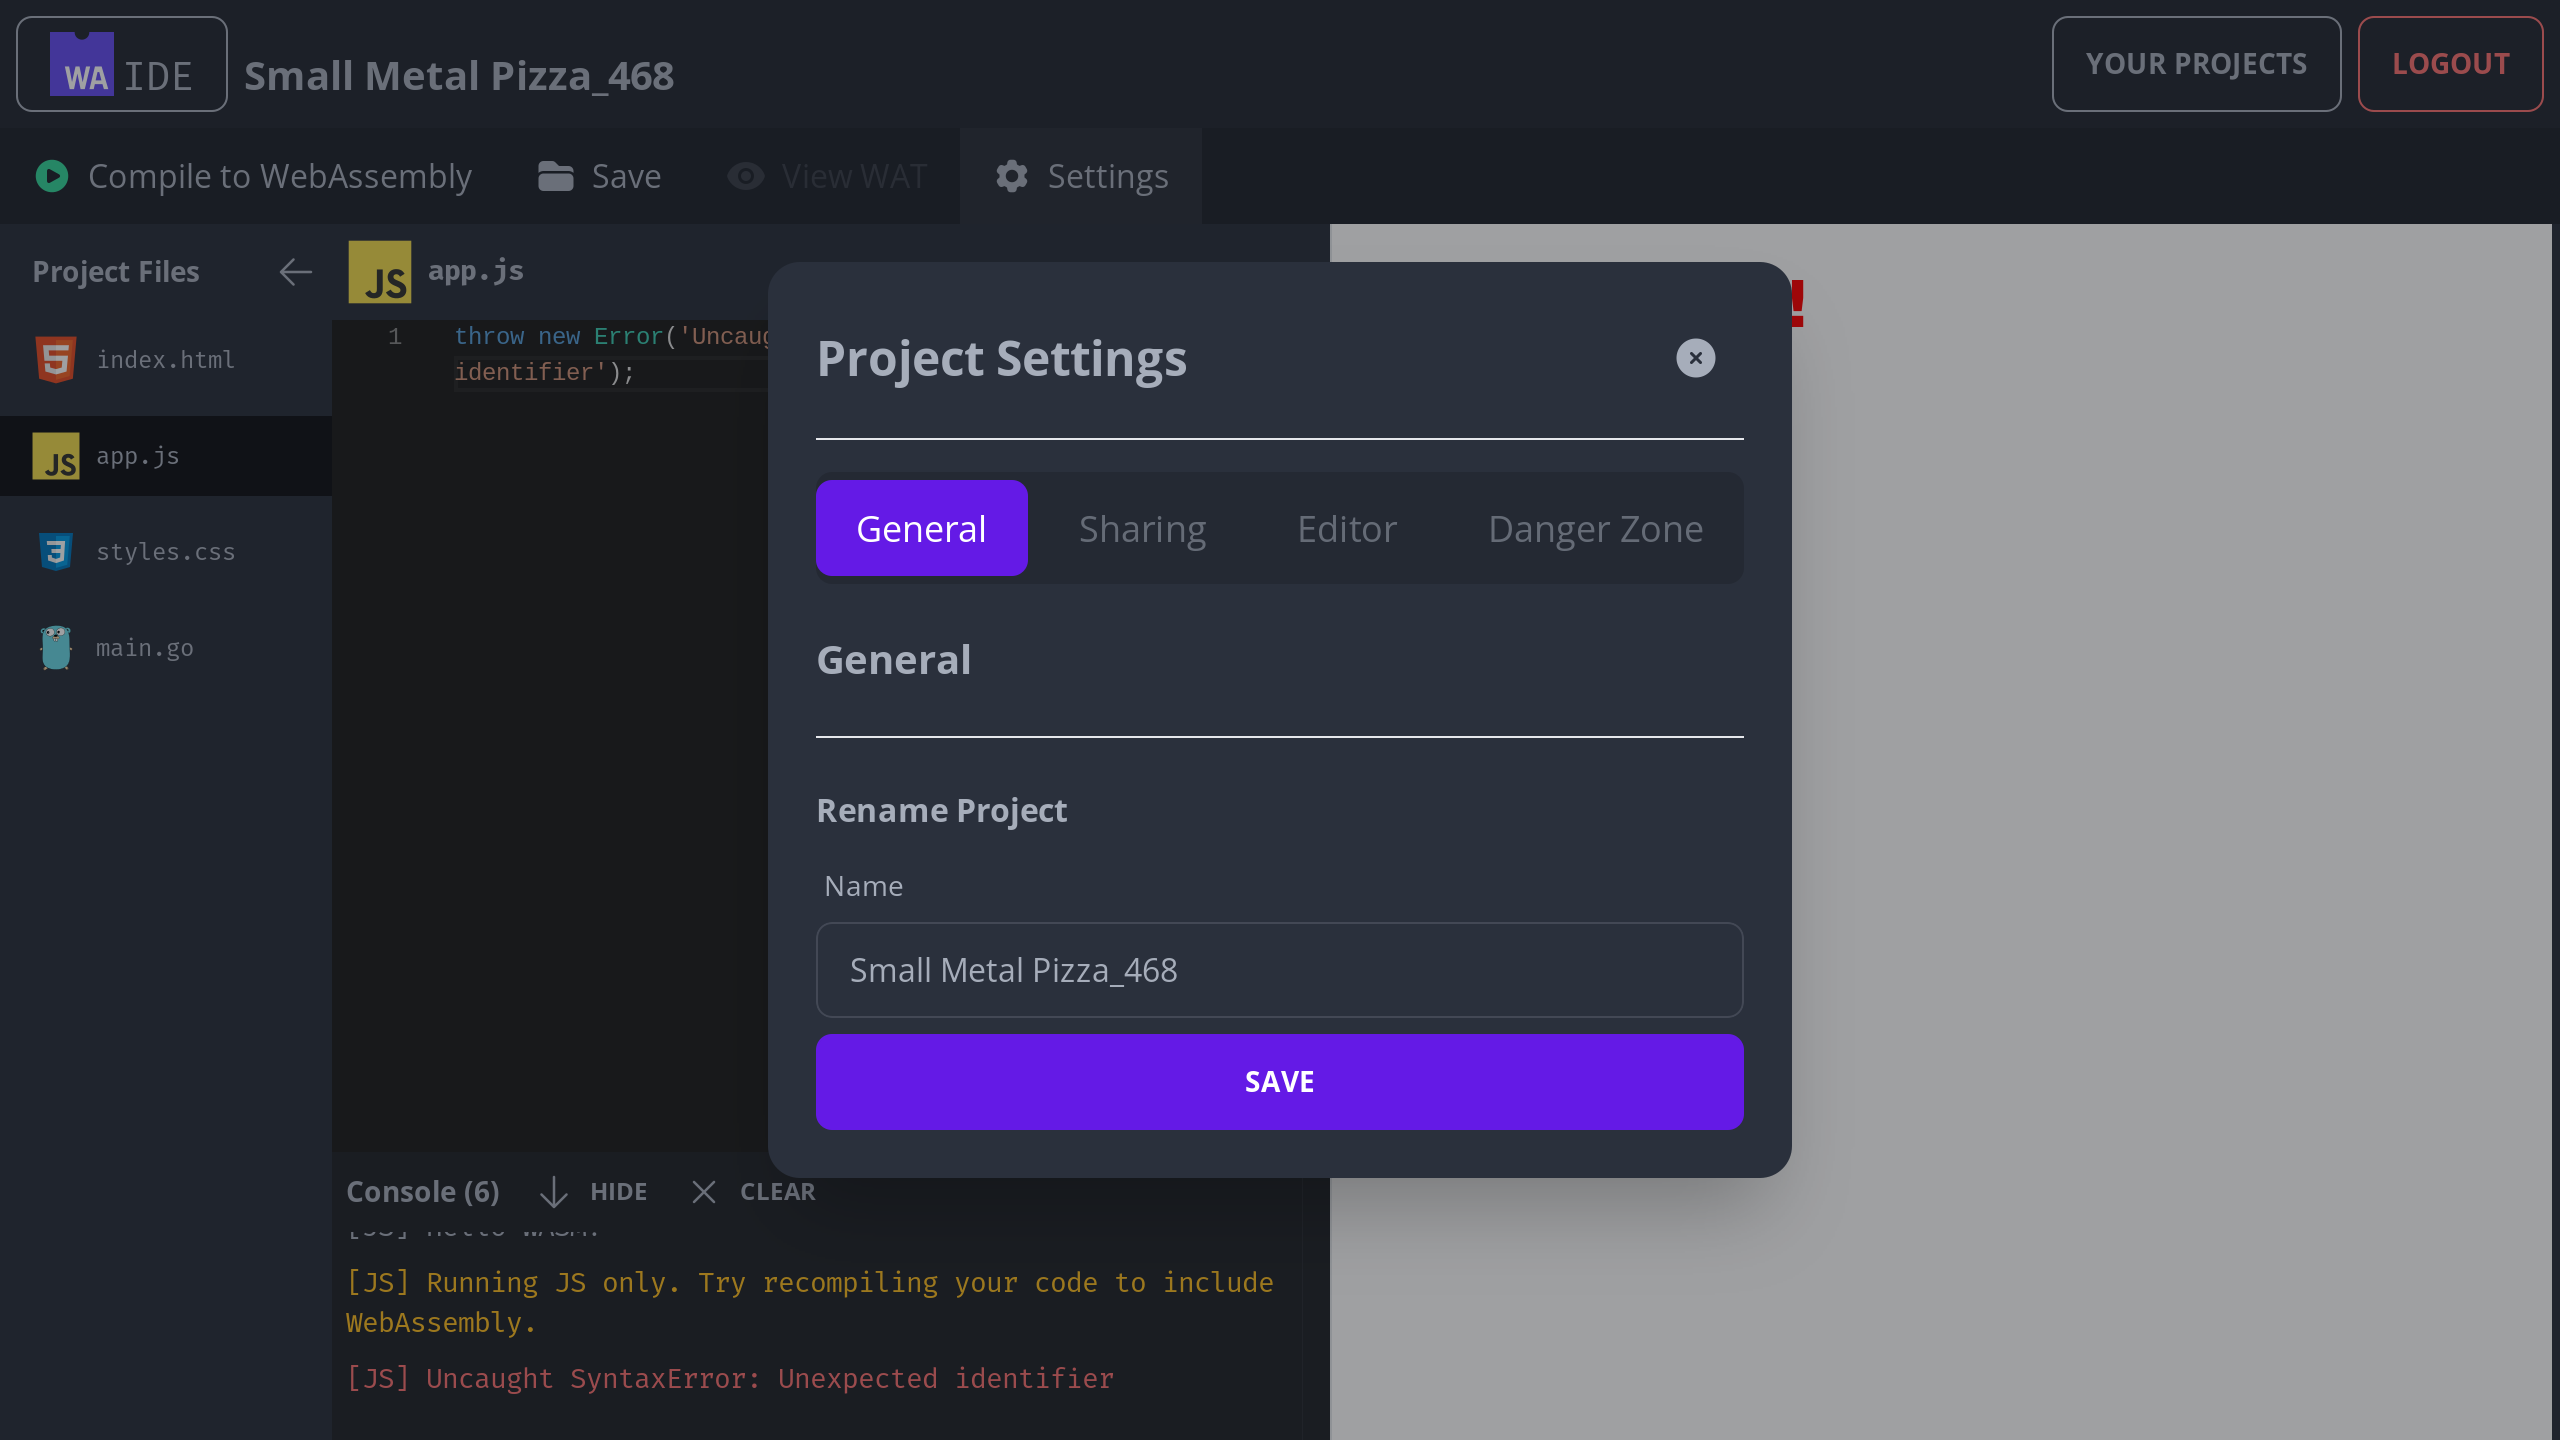 WA IDE
Small Metal Pizza_468
YOUR PROJECTS
LOGOUT
Compile to WebAssembly
Save
View WAT
Settings
Project Files
index.html
JS app.js
styles.css
main.go
JS app.js
1 throw new Error('Uncaug
identifier');
!
Project Settings
General
Sharing
Editor
Danger Zone
General
Rename Project
Name
Small Metal Pizza_468
SAVE
Console (6)
HIDE
CLEAR
[JS] Hello WASM!
[JS] Running JS only. Try recompiling your code to include
WebAssembly.
[JS] Uncaught SyntaxError: Unexpected identifier